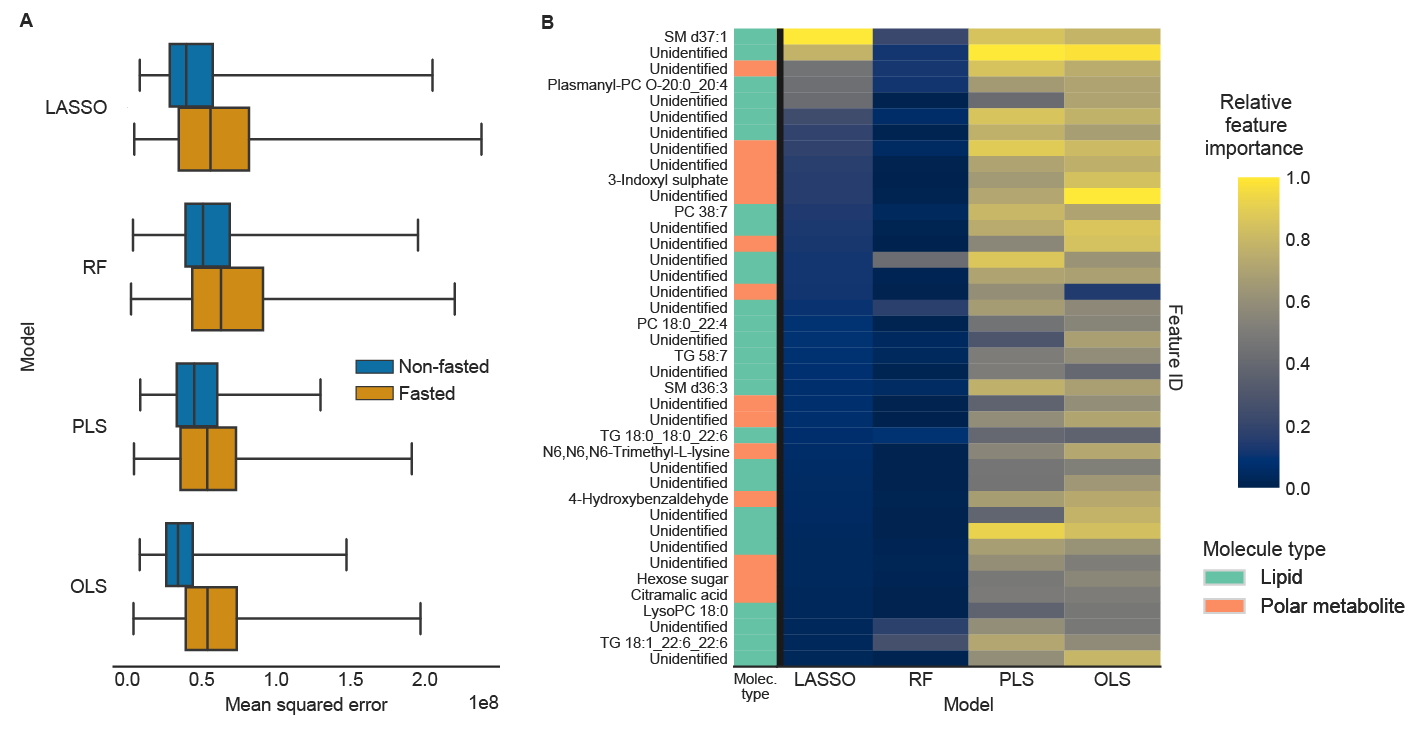 A
LASSO
RF
PLS
OLS
Model
Non-fasted
Fasted
0.0 0.5 1.0 1.5 2.0
Mean squared error
1e8
B
SM d37:1
Unidentified
Unidentified
Plasmanyl-PC O-20:0_20:4
Unidentified
Unidentified
Unidentified
Unidentified
Unidentified
3-Indoxyl sulphate
Unidentified
PC 38:7
Unidentified
Unidentified
Unidentified
Unidentified
Unidentified
Unidentified
PC 18:0_22:4
Unidentified
TG 58:7
Unidentified
SM d36:3
Unidentified
Unidentified
TG 18:0_18:0_22:6
N6,N6,N6-Trimethyl-L-lysine
Unidentified
Unidentified
4-Hydroxybenzaldehyde
Unidentified
Unidentified
Unidentified
Unidentified
Hexose sugar
Citramalic acid
LysoPC 18:0
Unidentified
TG 18:1_22:6_22:6
Unidentified
Molec.
type
LASSO RF PLS OLS
Model
Feature ID
Relative
feature
importance
1.0
0.8
0.6
0.4
0.2
0.0
Molecule type
Lipid
Polar metabolite